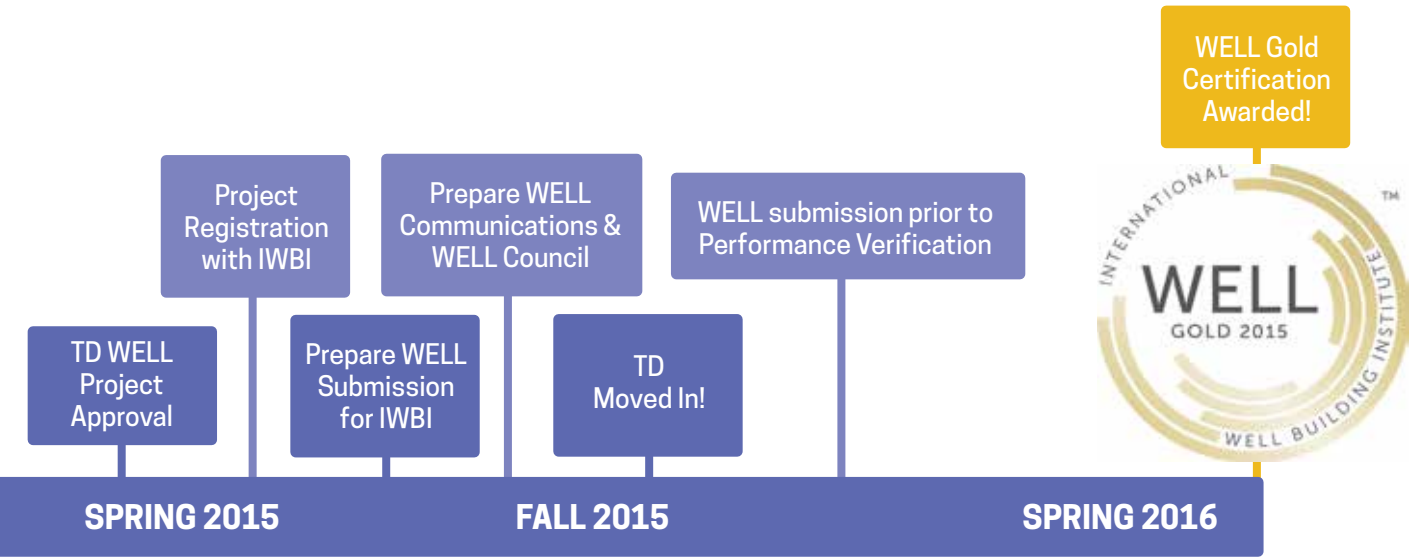 WELL Gold
Certification
Awarded!
Project
Registration
with IWBI
Prepare WELL
Communications &
WELL Council
WELL submission prior to
Performance Verification
INTERNATIONAL
WELL BUILDING INSTITUTE
TM
WELL
GOLD 2015
TD WELL
Project
Approval
Prepare WELL
Submission
for IWBI
TD
Moved In!
SPRING 2015
FALL 2015
SPRING 2016